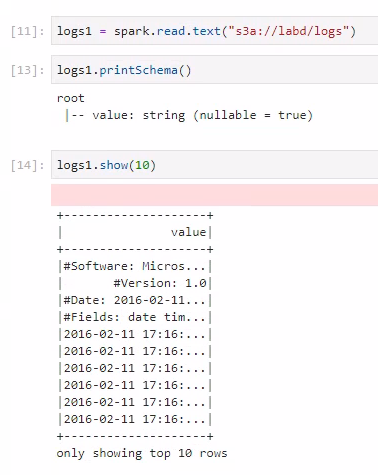 [11]: logs1 = spark.read.text("s3a://labd/logs")
[13]: logs1.printSchema()
root
 |-- value: string (nullable = true)
[14]: logs1.show(10)
+--------------------+
|               value|
+--------------------+
|#Software: Micros...|
|       #Version: 1.0|
|#Date: 2016-02-11...|
|#Fields: date tim...|
|2016-02-11 17:16:...|
|2016-02-11 17:16:...|
|2016-02-11 17:16:...|
|2016-02-11 17:16:...|
|2016-02-11 17:16:...|
|2016-02-11 17:16:...|
+--------------------+
only showing top 10 rows